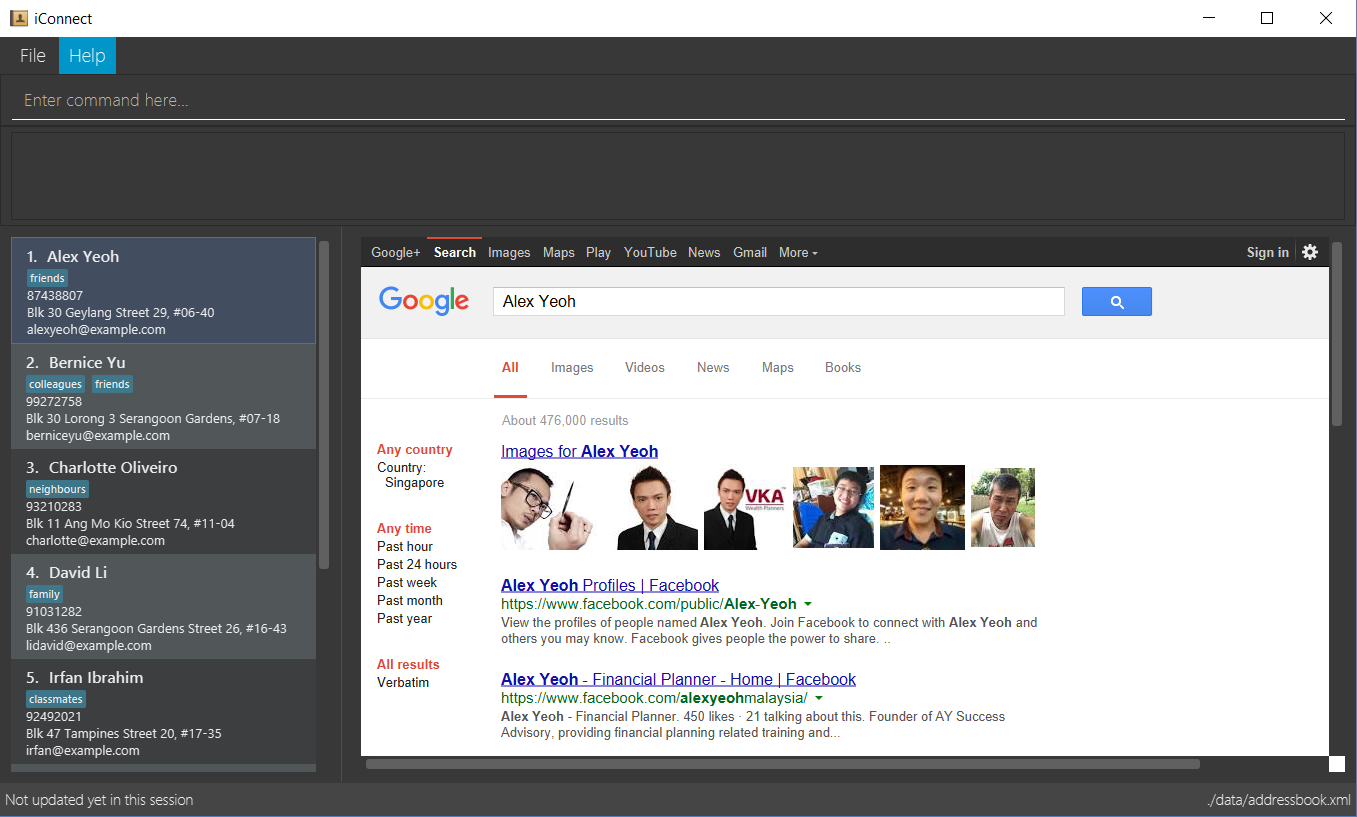 iConnect
File Help
Enter command here...
1. Alex Yeoh
friends
87438807
Blk 30 Geylang Street 29, #06-40
alexyeoh@example.com
2. Bernice Yu
colleagues friends
99272758
Blk 30 Lorong 3 Serangoon Gardens, #07-18
berniceyu@example.com
3. Charlotte Oliveiro
neighbours
93210283
Blk 11 Ang Mo Kio Street 74, #11-04
charlotte@example.com
4. David Li
family
91031282
Blk 436 Serangoon Gardens Street 26, #16-43
lidavid@example.com
5. Irfan Ibrahim
classmates
92492021
Blk 47 Tampines Street 20, #17-35
irfan@example.com
Google+ Search Images Maps Play YouTube News Gmail More Sign in
Google Alex Yeoh
All Images Videos News Maps Books
About 476,000 results
Any country
Country:
Singapore
Any time
Past hour
Past 24 hours
Past week
Past month
Past year
All results
Verbatim
Images for Alex Yeoh
VKA
Wealth Planners
Alex Yeoh Profiles | Facebook
https://www.facebook.com/public/Alex-Yeoh
View the profiles of people named Alex Yeoh. Join Facebook to connect with Alex Yeoh and
others you may know. Facebook gives people the power to share. ..
Alex Yeoh - Financial Planner - Home | Facebook
https://www.facebook.com/alexyeohmalaysia/
Alex Yeoh - Financial Planner. 450 likes · 21 talking about this. Founder of AY Success
Advisory, providing financial planning related training and...
Not updated yet in this session
./data/addressbook.xml